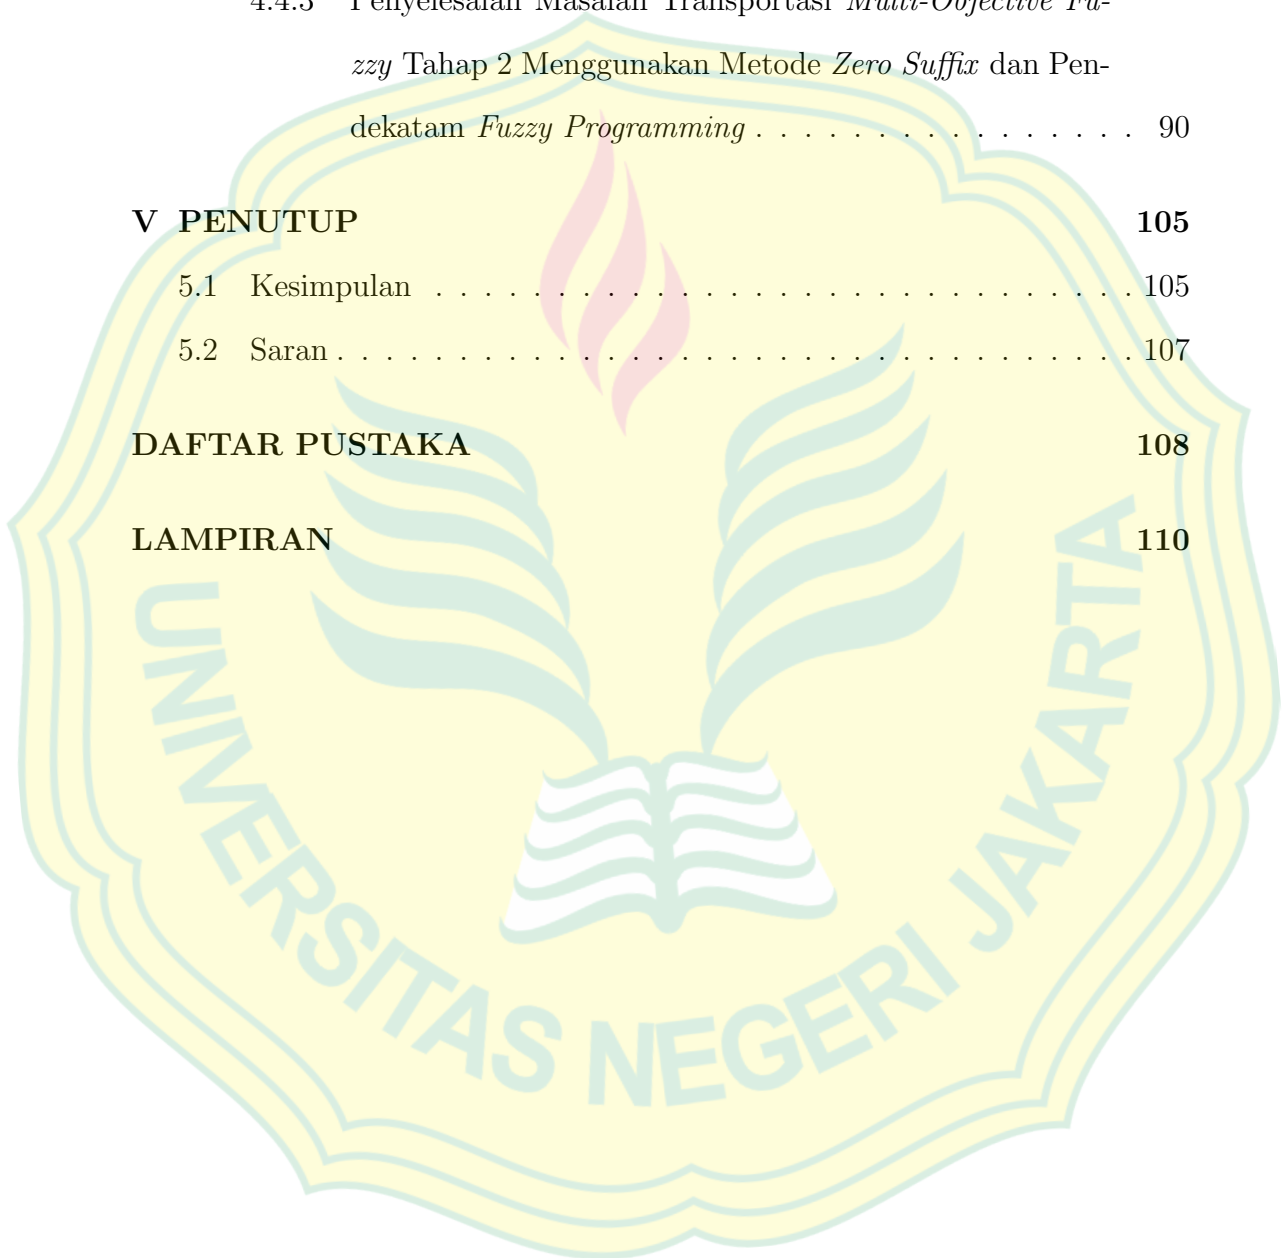 4.4.3 Penyelesaian Masalah Transportasi Multi-Objective Fu-
zzy Tahap 2 Menggunakan Metode Zero Suffix dan Pen-
dekatam Fuzzy Programming . . . . . . . . . . . . . . . . 90
V PENUTUP 105
5.1 Kesimpulan . . . . . . . . . . . . . . . . . . . . . . . . . . . . . 105
5.2 Saran . . . . . . . . . . . . . . . . . . . . . . . . . . . . . . . . . 107
DAFTAR PUSTAKA 108
LAMPIRAN 110
UNIVERSITAS NEGERI JAKARTA